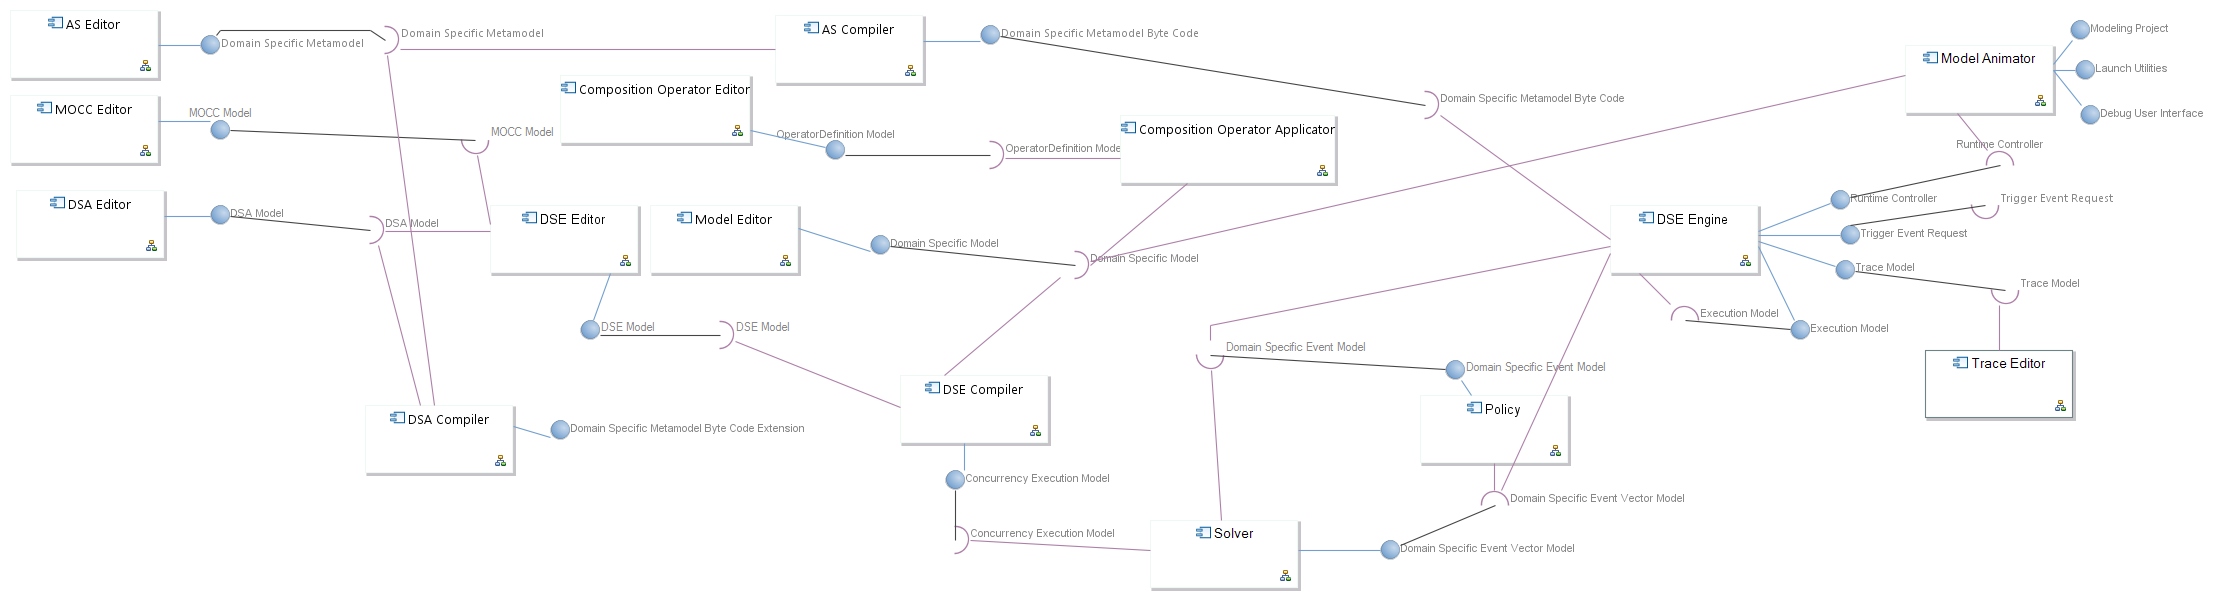 AS Editor
Domain Specific Metamodel
Domain Specific Metamodel
AS Compiler
Domain Specific Metamodel Byte Code
Modeling Project
Model Animator
Launch Utilities
Debug User Interface
MOCC Editor
MOCC Model
MOCC Model
Composition Operator Editor
OperatorDefinition Model
OperatorDefinition Mode
Composition Operator Applicator
Domain Specific Metamodel Byte Code
Runtime Controller
DSA Editor
DSA Model
DSA Model
DSE Editor
Model Editor
Domain Specific Model
Domain Specific Model
DSE Engine
Runtime Controller
Trigger Event Request
Trigger Event Request
Trace Model
Trace Model
Execution Model
Execution Model
DSE Model
DSE Model
Domain Specific Event Model
Domain Specific Event Model
Trace Editor
DSA Compiler
Domain Specific Metamodel Byte Code Extension
DSE Compiler
Policy
Concurrency Execution Model
Concurrency Execution Model
Solver
Domain Specific Event Vector Model
Domain Specific Event Vector Model